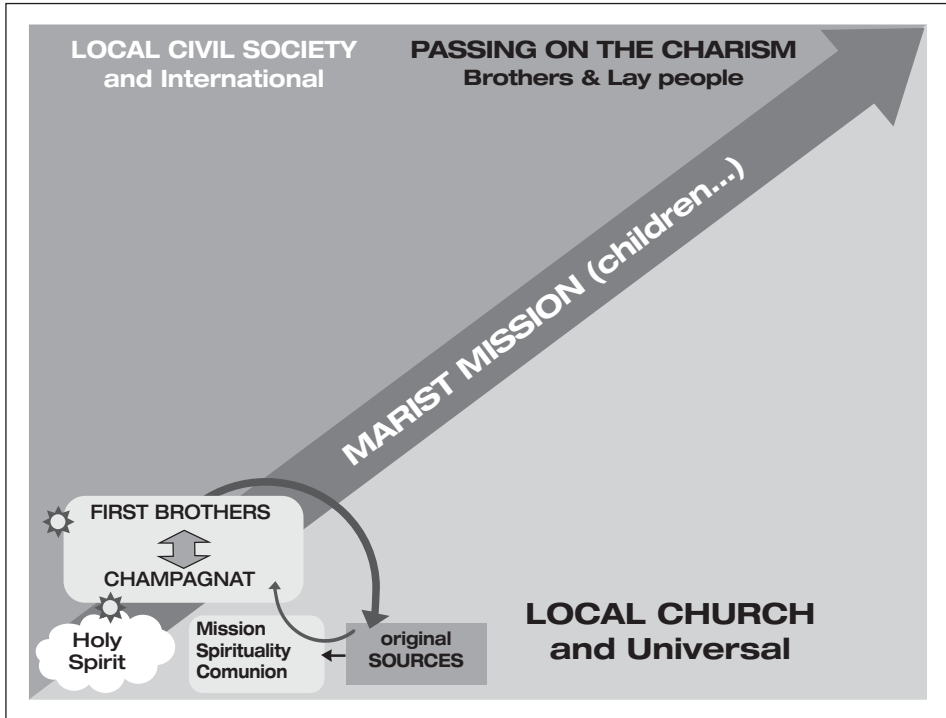 LOCAL CIVIL SOCIETY
and International
PASSING ON THE CHARISM
Brothers & Lay people
MARIST MISSION (children...)
FIRST BROTHERS
CHAMPAGNAT
Holy
Spirit
Mission
Spirituality
Comunion
original
SOURCES
LOCAL CHURCH
and Universal